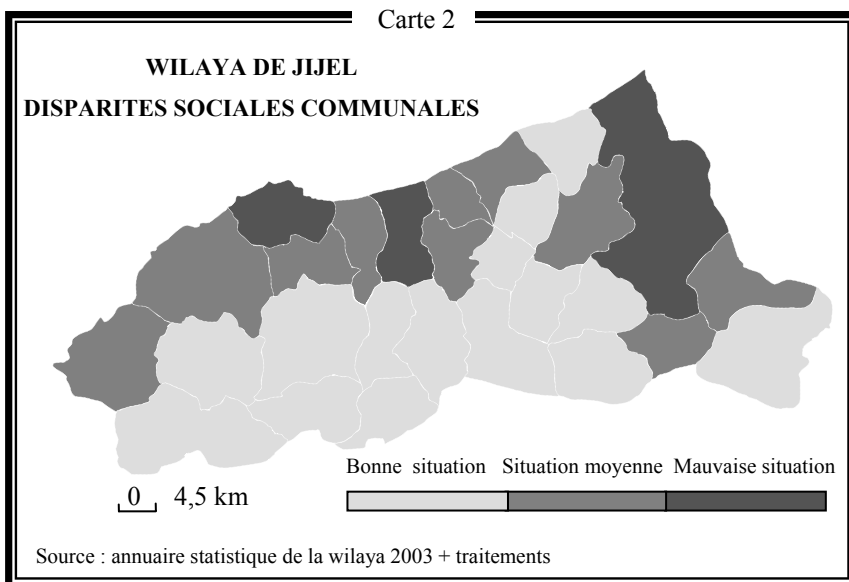 Carte 2
WILAYA DE JIJEL
DISPARITES SOCIALES COMMUNALES
Bonne situation Situation moyenne Mauvaise situation
0 4,5 km
Source : annuaire statistique de la wilaya 2003 + traitements